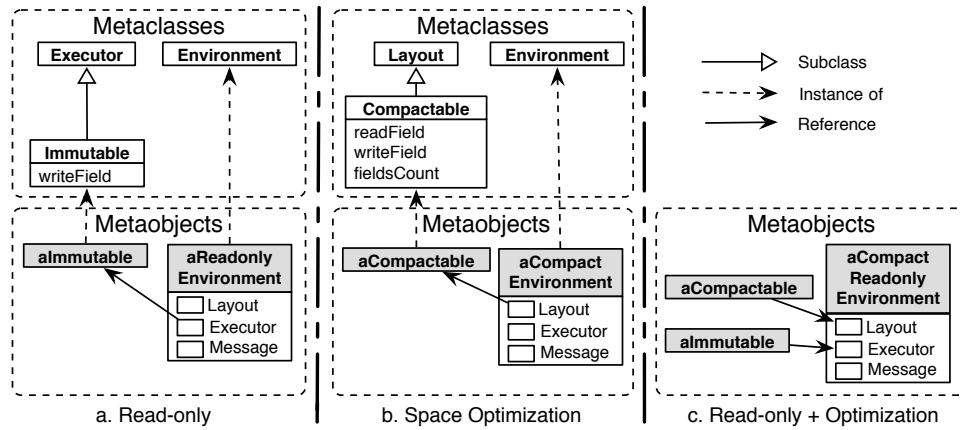 Metaclasses
Executor
Environment
Immutable
writeField
Metaobjects
aImmutable
aReadonly
Environment
Layout
Executor
Message
a. Read-only
Metaclasses
Layout
Environment
Compactable
readField
writeField
fieldsCount
Metaobjects
aCompactable
aCompact
Environment
Layout
Executor
Message
b. Space Optimization
Subclass
Instance of
Reference
Metaobjects
aCompactable
aImmutable
aCompact
Readonly
Environment
Layout
Executor
Message
c. Read-only + Optimization